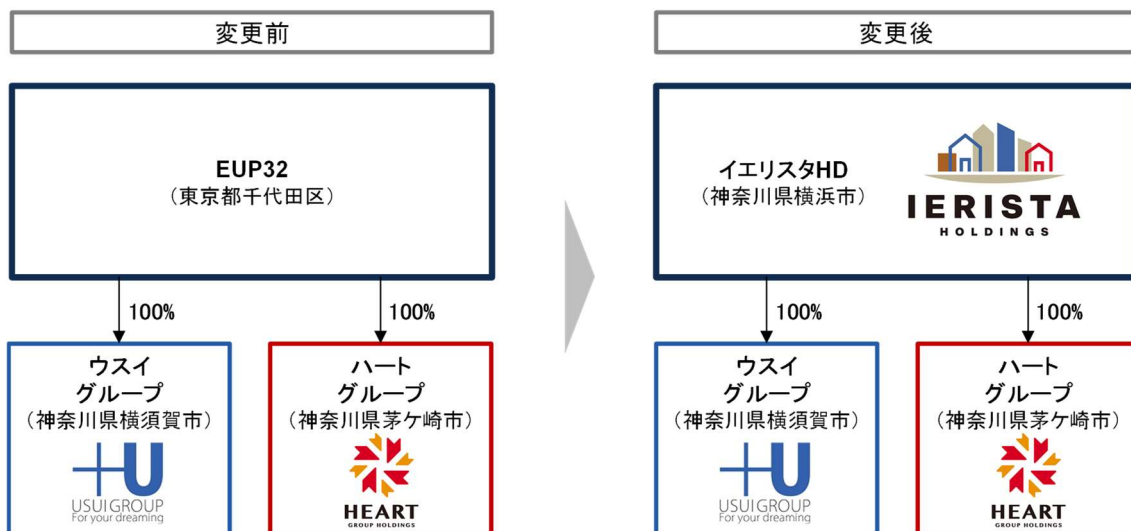 変更前
EUP32
（東京都千代田区）
100%
100%
ウスイ
グループ
（神奈川県横須賀市）
+U
USUIGROUP
For your dreaming
ハート
グループ
（神奈川県茅ケ崎市）
HEART
GROUP HOLDINGS
変更後
イエリスタHD
（神奈川県横浜市）
IERISTA
HOLDINGS
100%
100%
ウスイ
グループ
（神奈川県横須賀市）
+U
USUIGROUP
For your dreaming
ハート
グループ
（神奈川県茅ケ崎市）
HEART
GROUP HOLDINGS